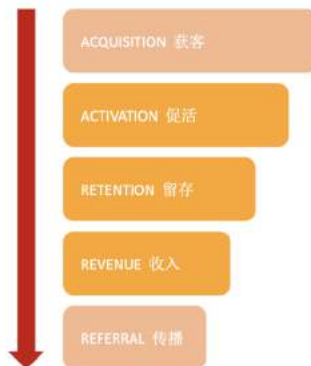 ACQUISITION 获客
ACTIVATION 促活
RETENTION 留存
REVENUE 收入
REFERRAL 传播